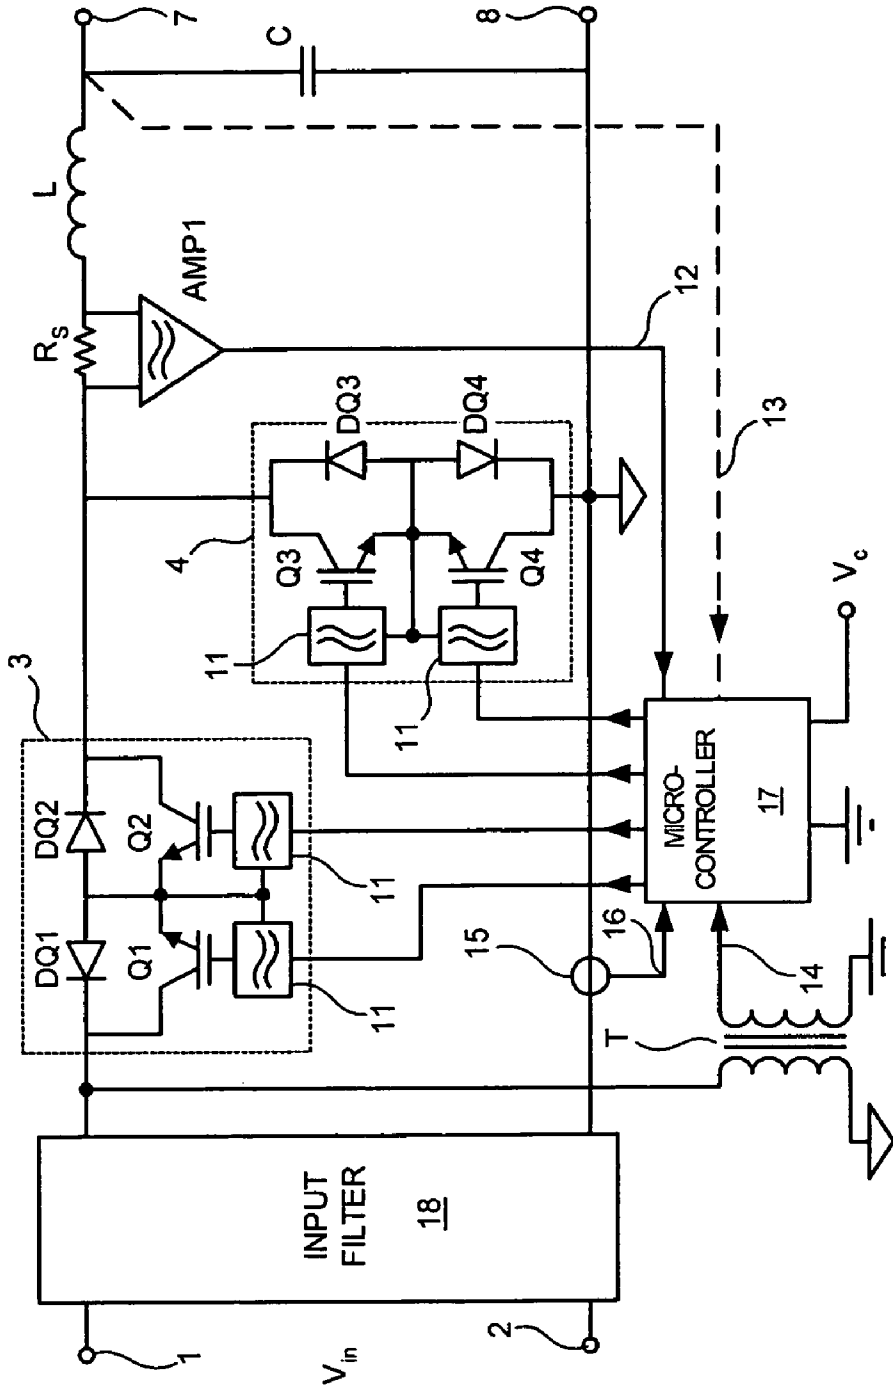 3
DQ1
DQ2
Q1
Q2
11
11
4
Q3
DQ3
Q4
DQ4
11
11
R_s
AMP1
L
C
7
8
12
13
1
V_in
2
INPUT
FILTER
18
15
16
T
14
MICRO-
CONTROLLER
17
V_c